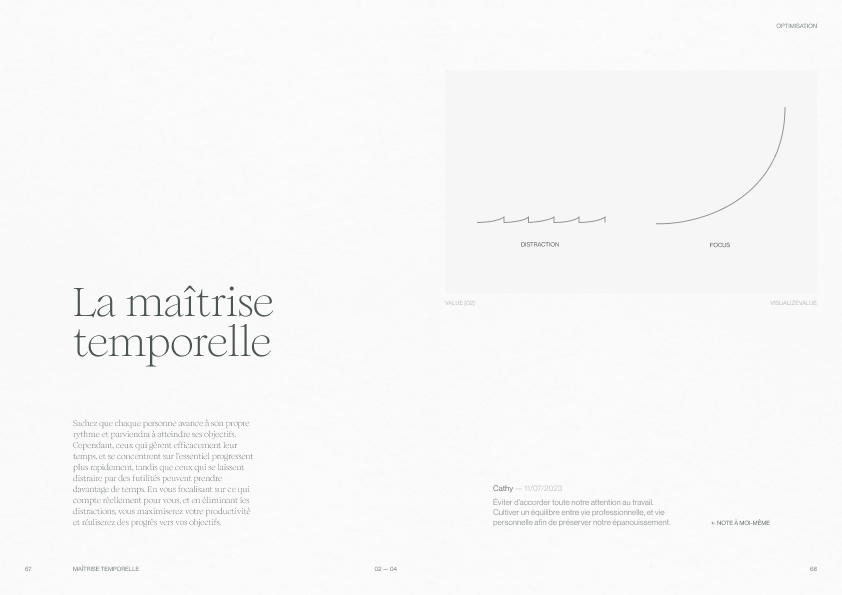 OPTIMISATION
DISTRACTION
FOCUS
VALUE [02]
VISUALIZEVALUE
La maîtrise
temporelle
Sachez que chaque personne avance à son propre
rythme et parviendra à atteindre ses objectifs.
Cependant, ceux qui gèrent efficacement leur
temps, et se concentrent sur l'essentiel progressent
plus rapidement, tandis que ceux qui se laissent
distraire par des futilités peuvent prendre
davantage de temps. En vous focalisant sur ce qui
compte réellement pour vous, et en éliminant les
distractions, vous maximiserez votre productivité
et réaliserez des progrès vers vos objectifs.
Cathy — 11/07/2023
Éviter d'accorder toute notre attention au travail.
Cultiver un équilibre entre vie professionnelle, et vie
personnelle afin de préserver notre épanouissement.
← NOTE À MOI-MÊME
67
MAÎTRISE TEMPORELLE
02 — 04
68